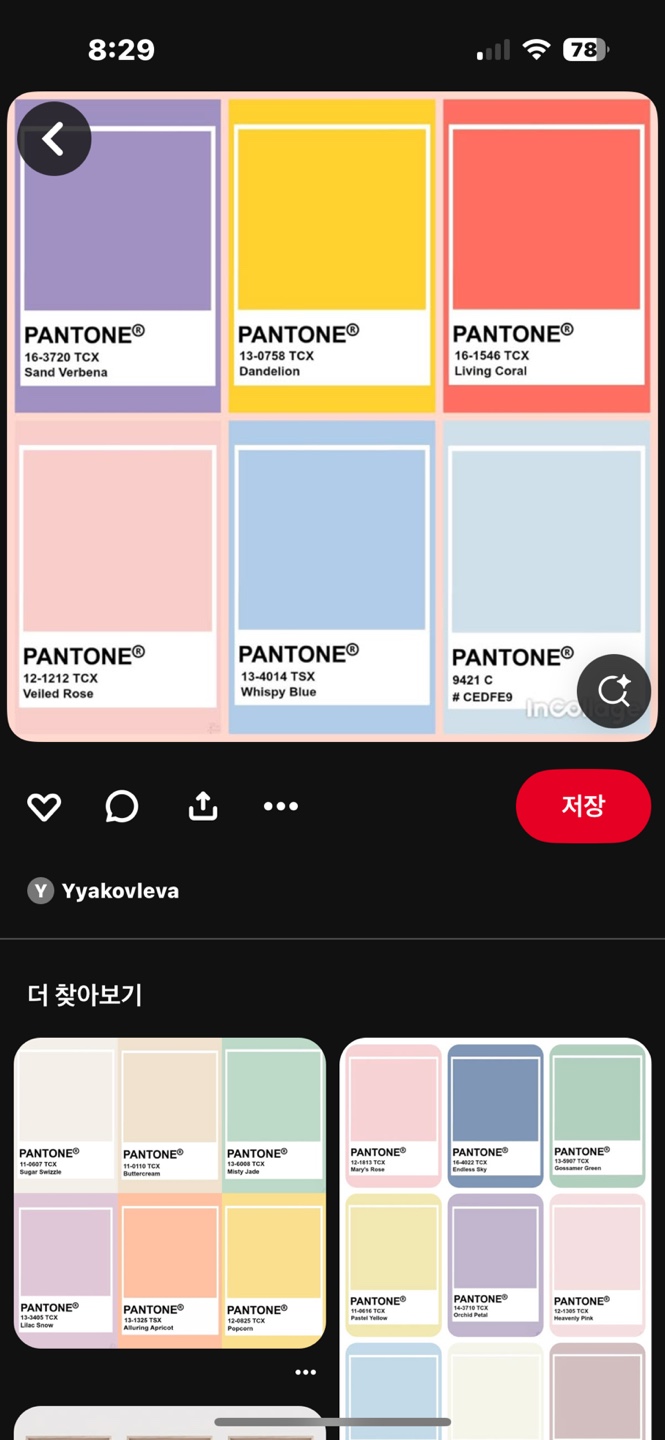 8:29
78
PANTONE®
16-3720 TCX
Sand Verbena
PANTONE®
13-0758 TCX
Dandelion
PANTONE®
16-1546 TCX
Living Coral
PANTONE®
12-1212 TCX
Veiled Rose
PANTONE®
13-4014 TSX
Whispy Blue
PANTONE®
9421 C
# CEDFE9
저장
Y
Yyakovleva
더 찾아보기
PANTONE®
11-0607 TCX
Sugar Swizzle
PANTONE®
11-0110 TCX
Buttercream
PANTONE®
13-6008 TCX
Misty Jade
PANTONE®
13-3405 TCX
Lilac Snow
PANTONE®
13-1325 TSX
Alluring Apricot
PANTONE®
12-0825 TCX
Popcorn
PANTONE®
12-1813 TCX
Mary's Rose
PANTONE®
16-4022 TCX
Endless Sky
PANTONE®
13-5907 TCX
Gossamer Green
PANTONE®
11-0616 TCX
Pastel Yellow
PANTONE®
14-3710 TCX
Orchid Petal
PANTONE®
12-1305 TCX
Heavenly Pink